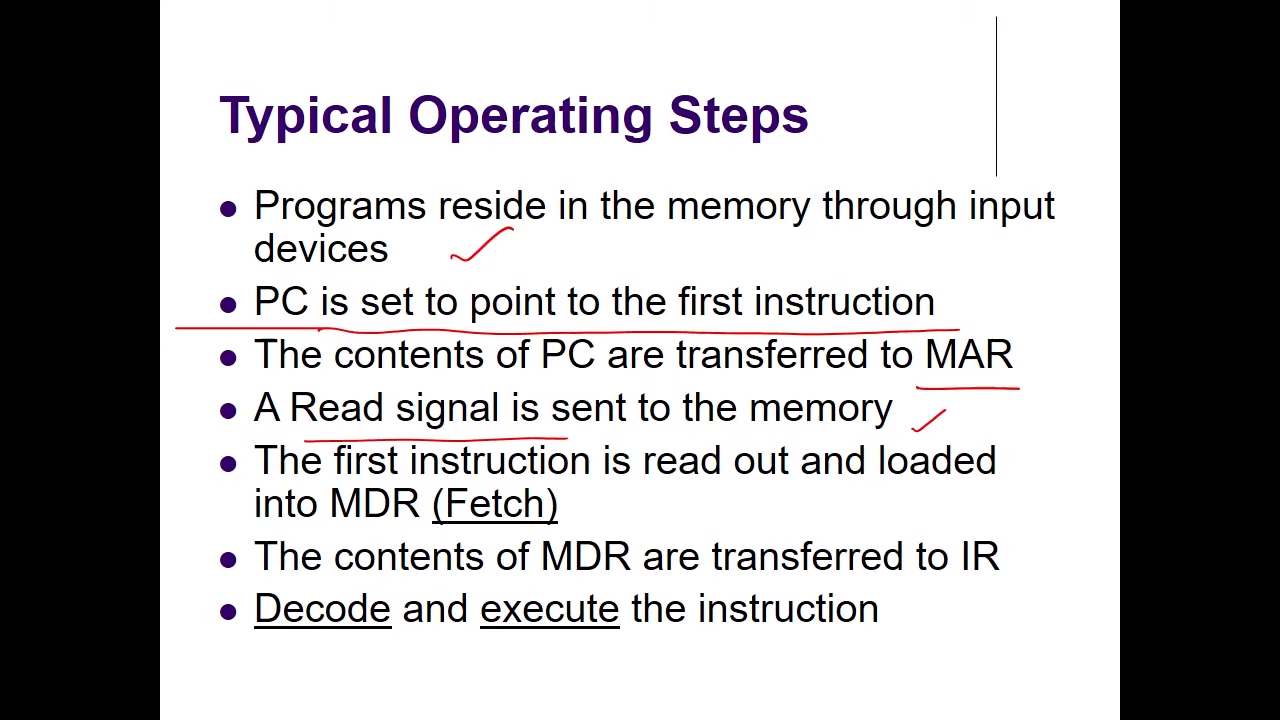 Typical Operating Steps
Programs reside in the memory through input
devices
PC is set to point to the first instruction
The contents of PC are transferred to MAR
A Read signal is sent to the memory
The first instruction is read out and loaded
into MDR (Fetch)
The contents of MDR are transferred to IR
Decode and execute the instruction